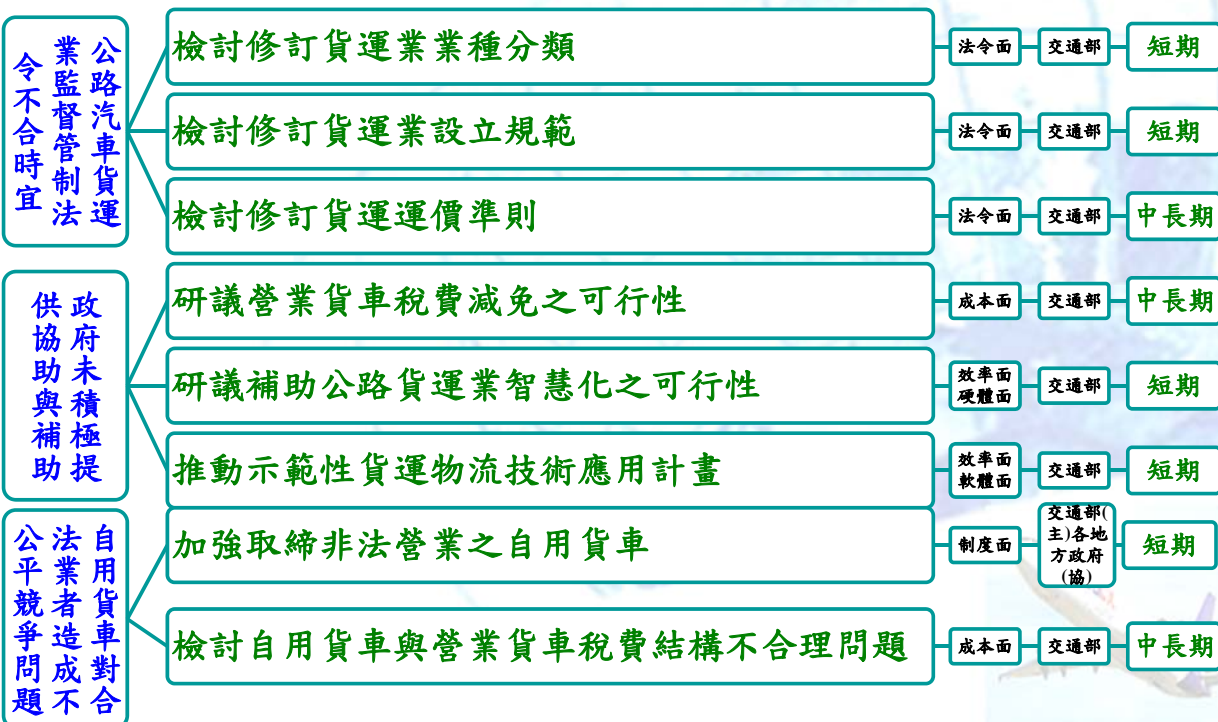 公路汽車貨運
業監督管制法
令不合時宜
檢討修訂貨運業業種分類
法令面
交通部
短期
檢討修訂貨運業設立規範
法令面
交通部
短期
檢討修訂貨運運價準則
法令面
交通部
中長期
政府未積極提
供協助與補助
研議營業貨車稅費減免之可行性
成本面
交通部
中長期
研議補助公路貨運業智慧化之可行性
效率面
硬體面
交通部
短期
推動示範性貨運物流技術應用計畫
效率面
軟體面
交通部
短期
自用貨車對合
法業者造成不
公平競爭問題
加強取締非法營業之自用貨車
制度面
交通部(
主)各地
方政府
(協)
短期
檢討自用貨車與營業貨車稅費結構不合理問題
成本面
交通部
中長期